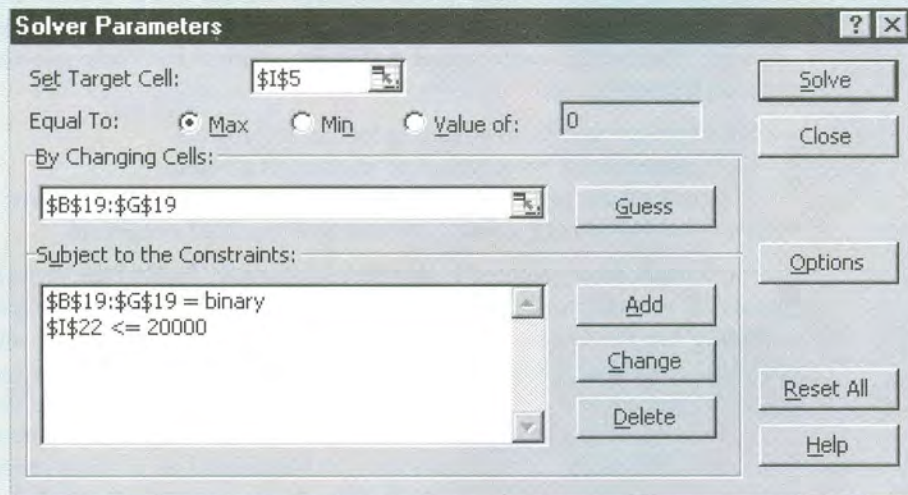 Solver Parameters
? ×
Set Target Cell: $I$5
Solve
Equal To: Max Min Value of: 0
Close
By Changing Cells:
$B$19:$G$19
Guess
Subject to the Constraints:
Options
$B$19:$G$19 = binary
$I$22 <= 20000
Add
Change
Delete
Reset All
Help